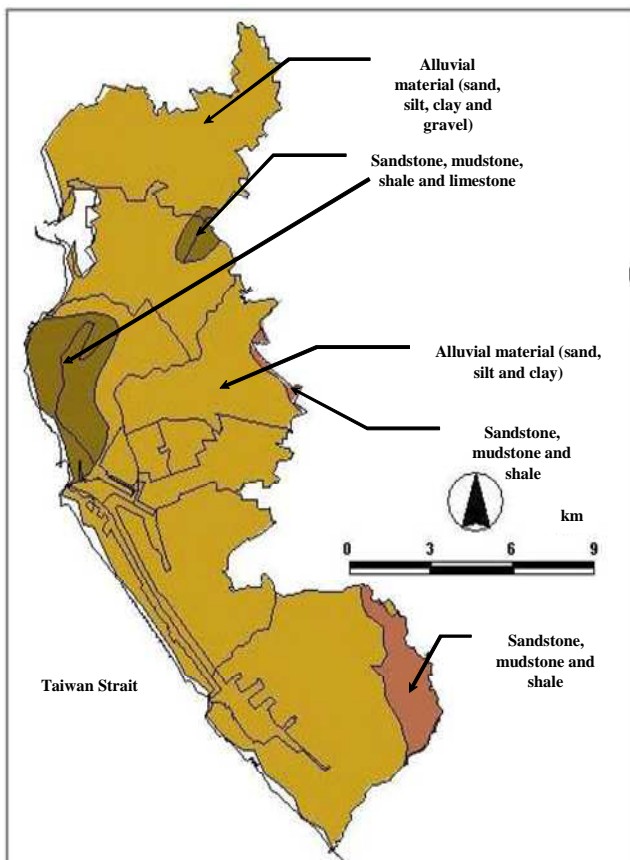 Alluvial
material (sand,
silt, clay and
gravel)
Sandstone, mudstone,
shale and limestone
Alluvial material (sand,
silt and clay)
Sandstone,
mudstone and
shale
km
0 3 6 9
Sandstone,
mudstone and
shale
Taiwan Strait